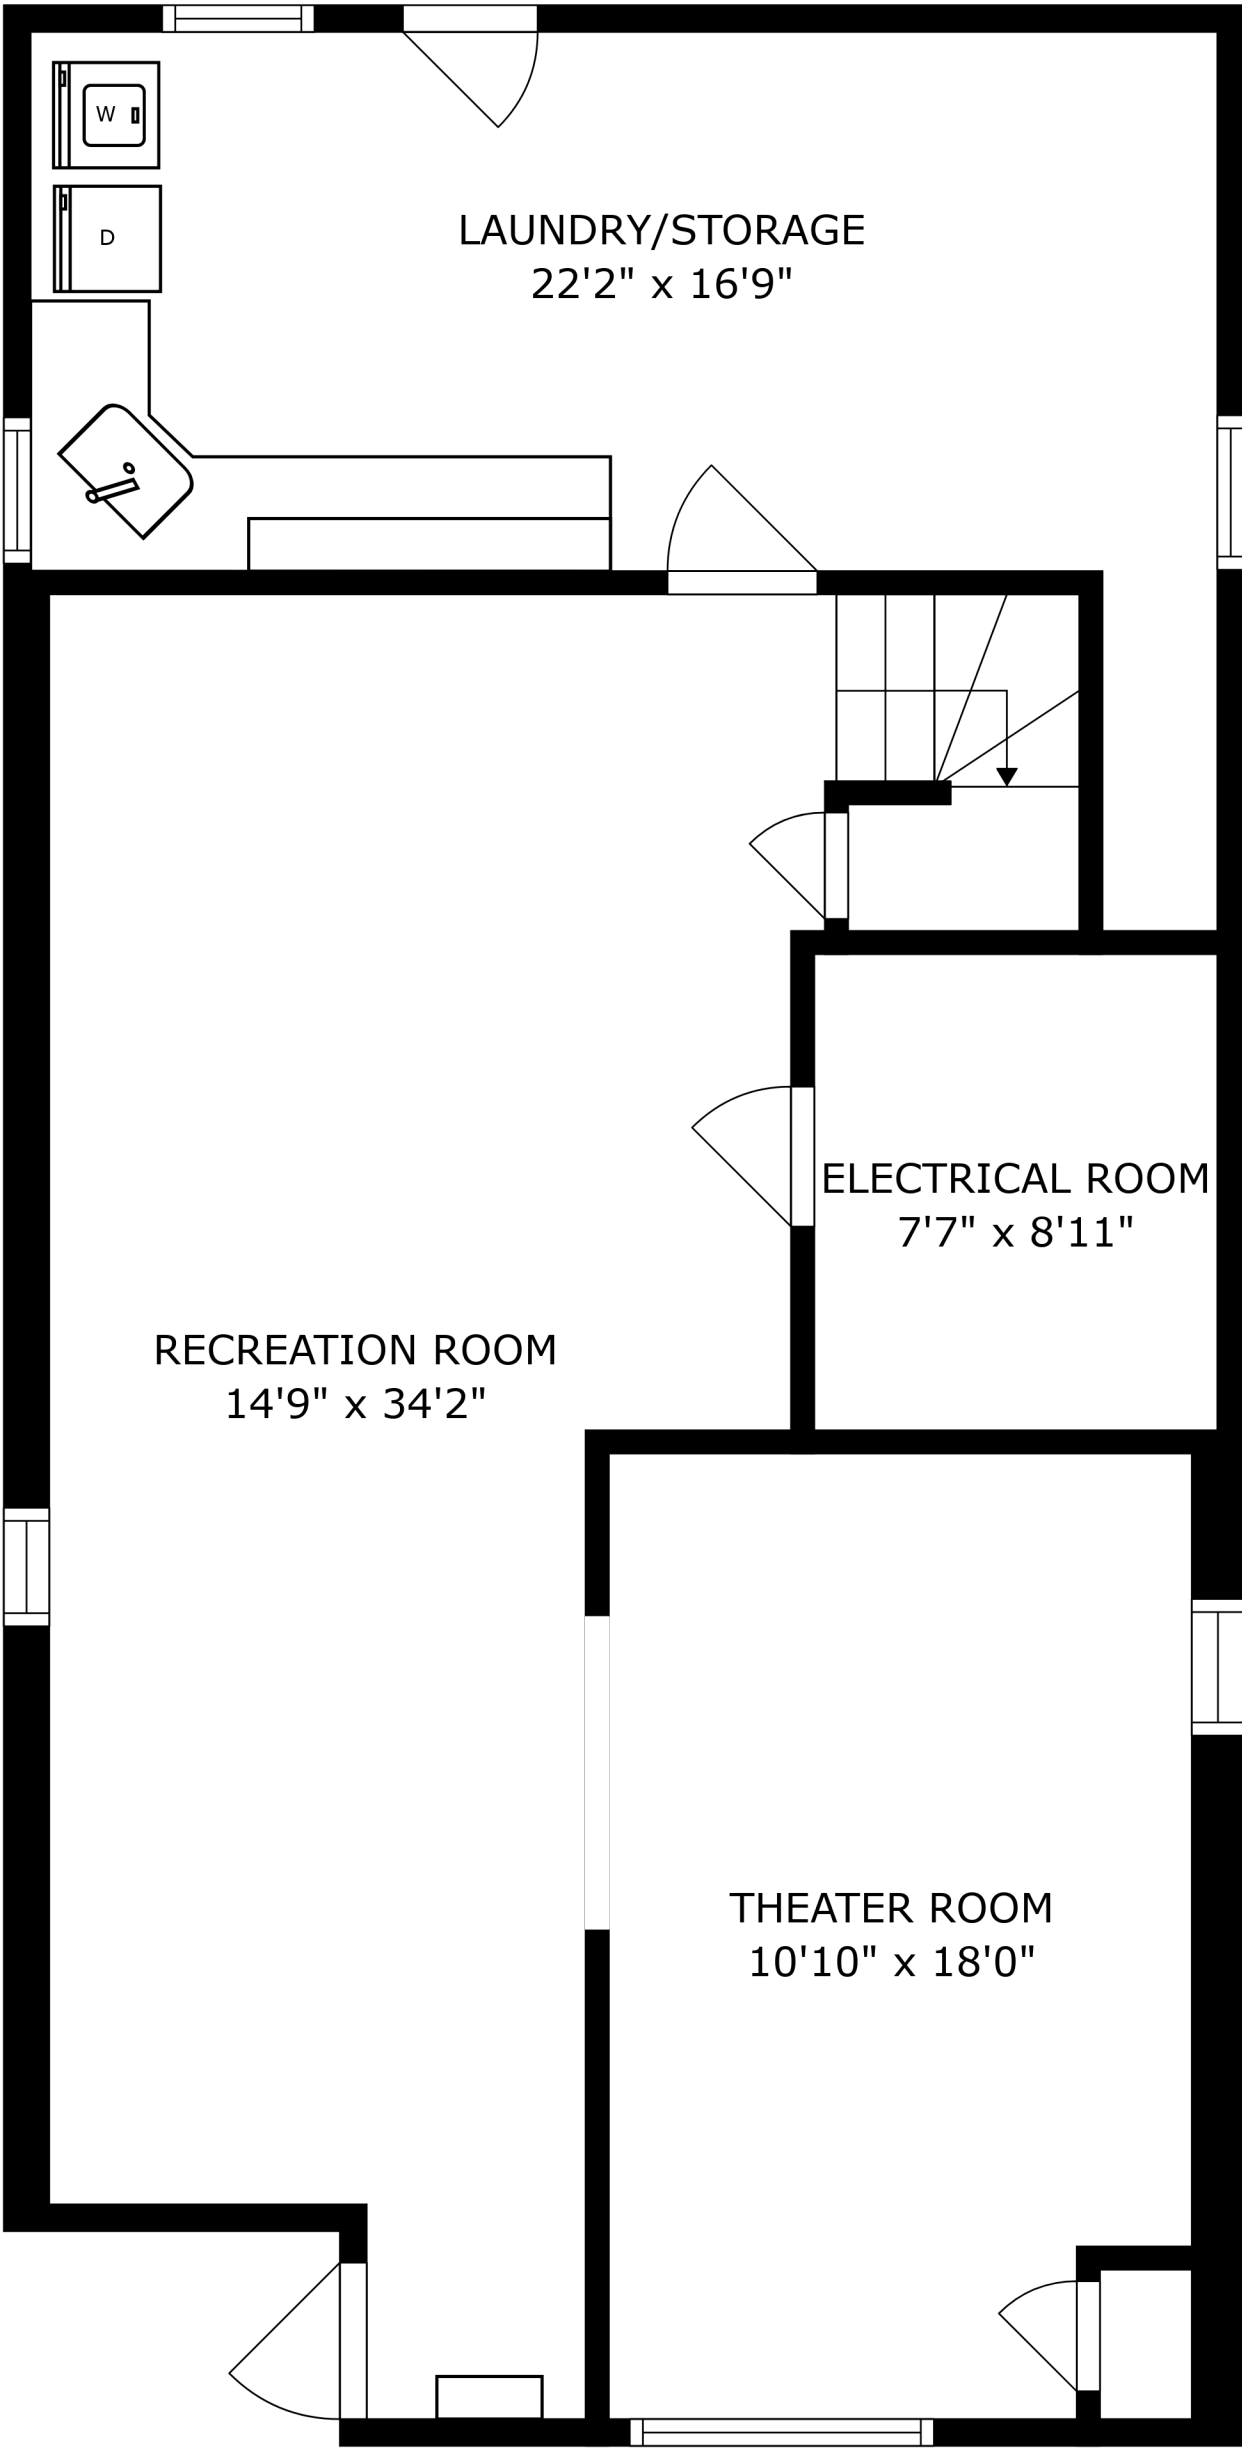 W
D
LAUNDRY/STORAGE
22'2" x 16'9"
ELECTRICAL ROOM
7'7" x 8'11"
RECREATION ROOM
14'9" x 34'2"
THEATER ROOM
10'10" x 18'0"